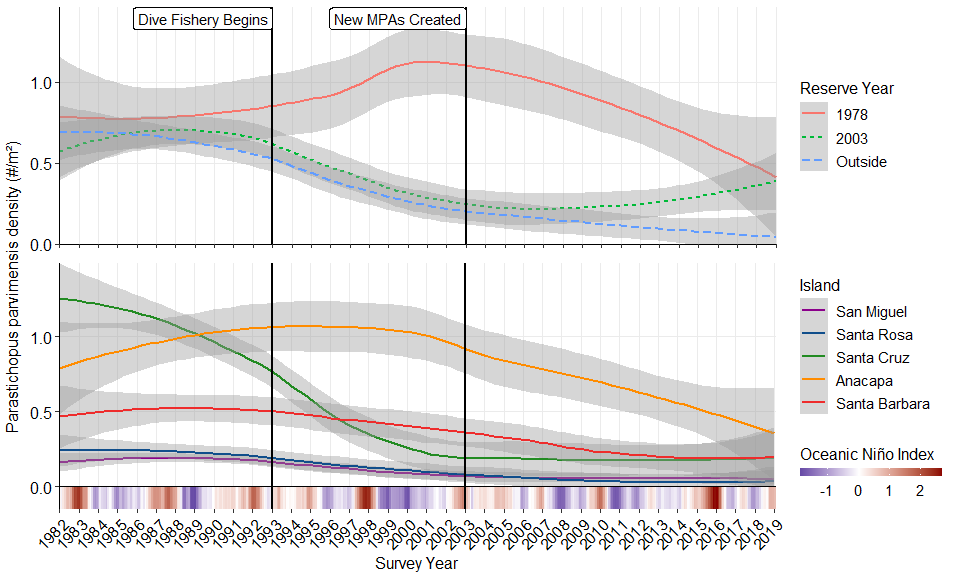 Dive Fishery Begins
New MPAs Created
1.0
0.5
0.0
Reserve Year
1978
2003
Outside
Parastichopus parvimensis density (#/m²)
1.0
0.5
0.0
Island
San Miguel
Santa Rosa
Santa Cruz
Anacapa
Santa Barbara
Oceanic Niño Index
-1 0 1 2
1982 1983 1984 1985 1986 1987 1988 1989 1990 1991 1992 1993 1994 1995 1996 1997 1998 1999 2000 2001 2002 2003 2004 2005 2006 2007 2008 2009 2010 2011 2012 2013 2014 2015 2016 2017 2018 2019
Survey Year